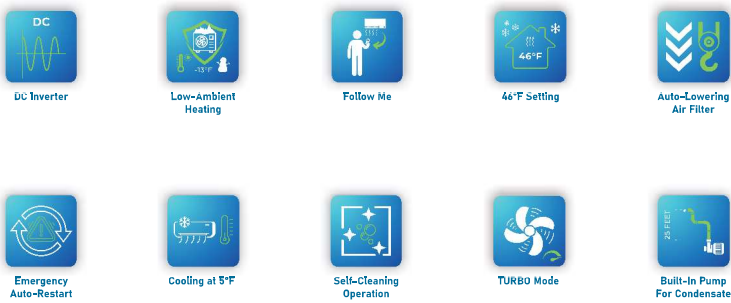 DC
-13°F
46°F
DC Inverter
Low-Ambient
Heating
Follow Me
46°F Setting
Auto-Lowering
Air Filter
25 FEET
Emergency
Auto-Restart
Cooling at 5°F
Self-Cleaning
Operation
TURBO Mode
Built-In Pump
For Condensate